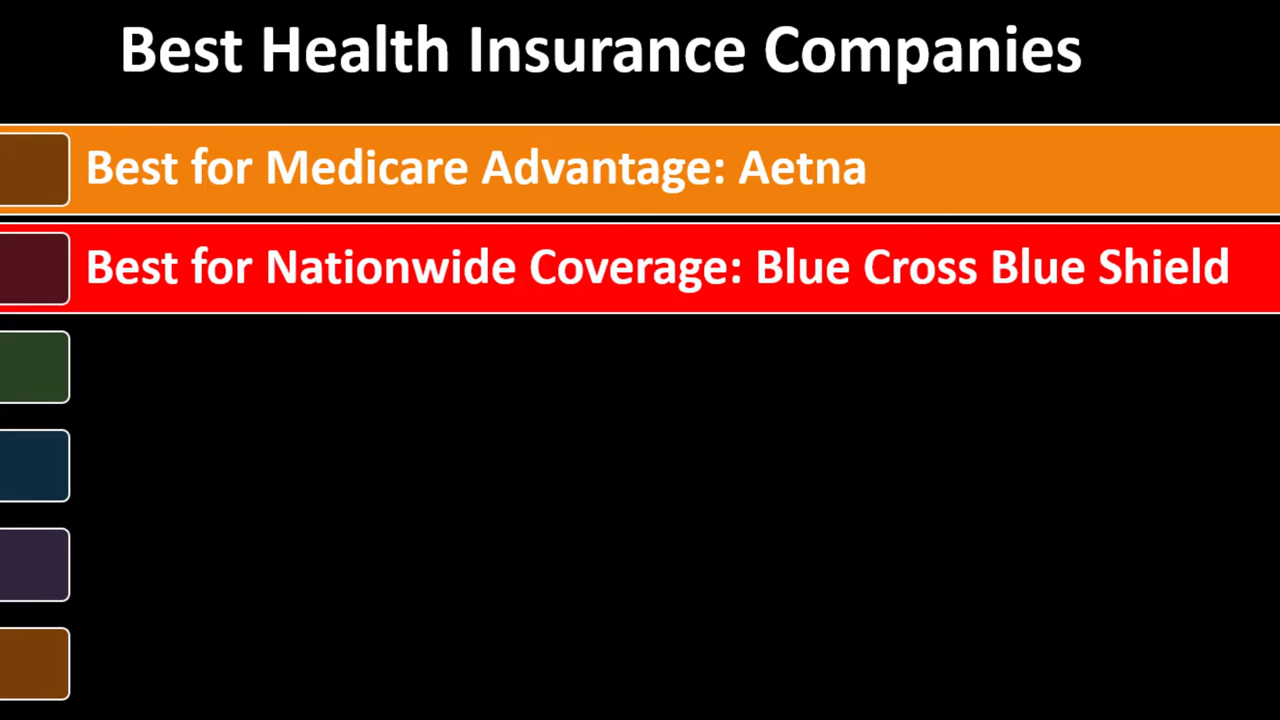 Best Health Insurance Companies
Best for Medicare Advantage: Aetna
Best for Nationwide Coverage: Blue Cross Blue Shield